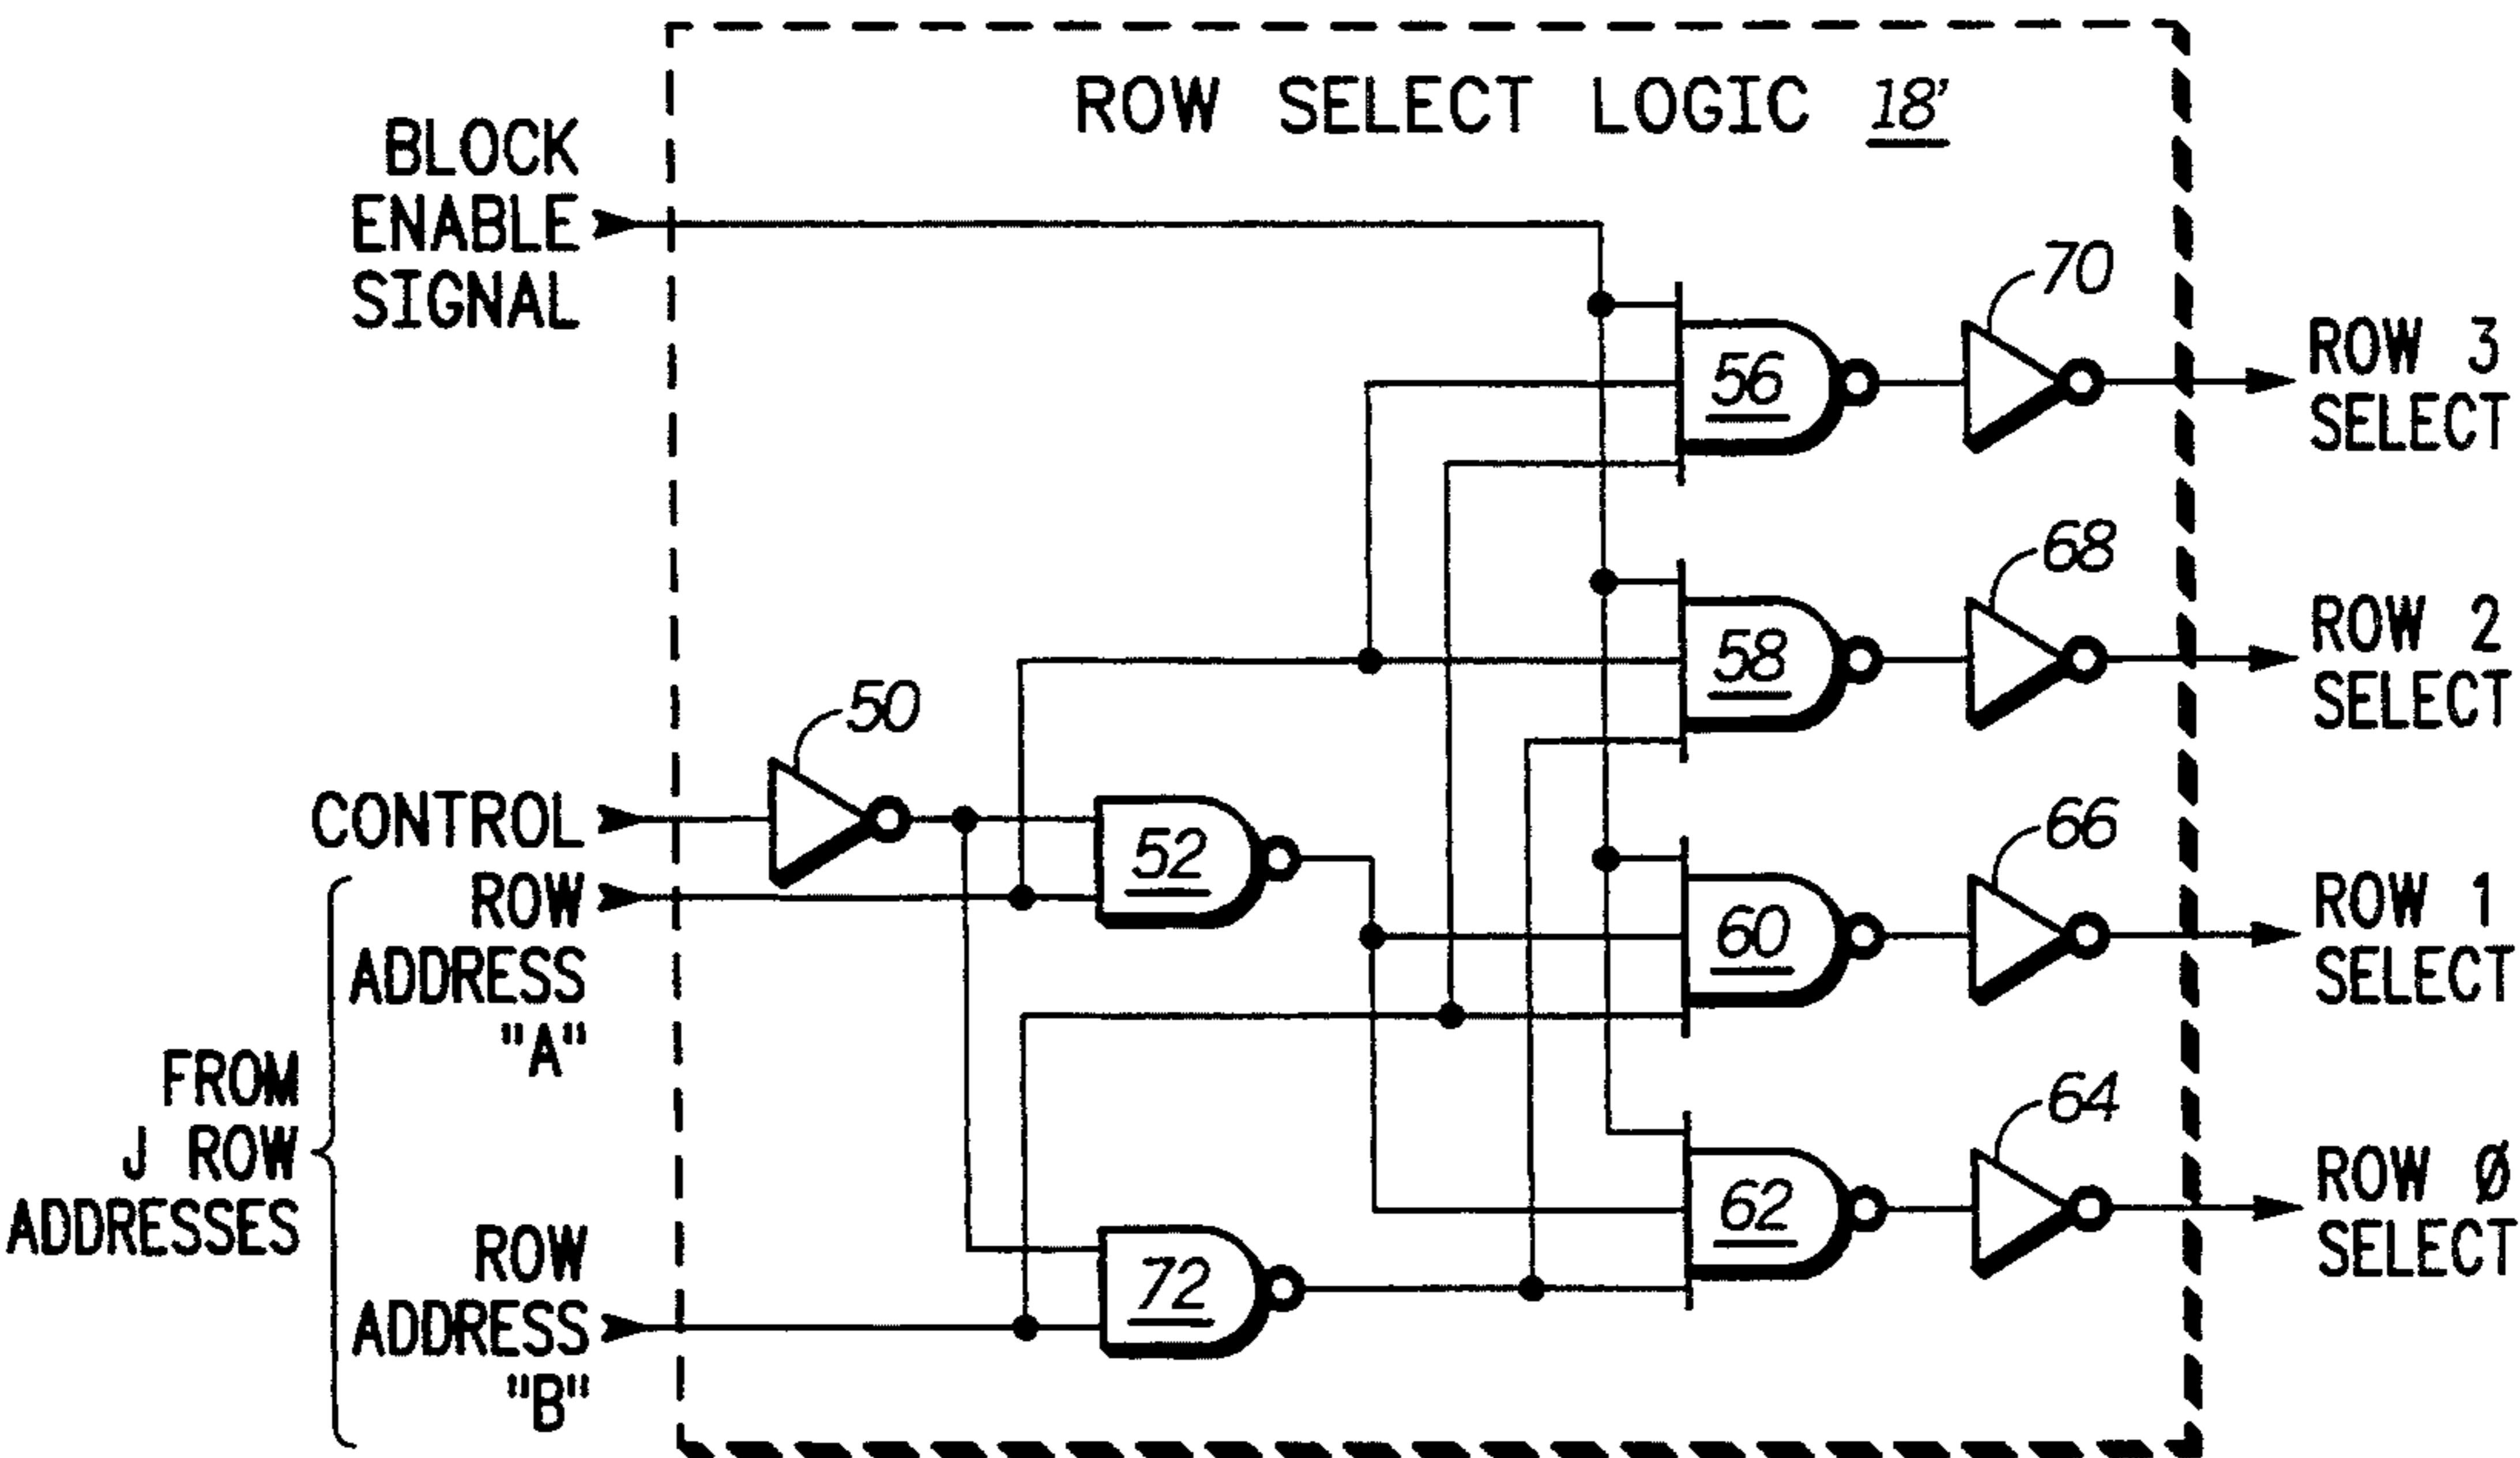 ROW SELECT LOGIC 18'
BLOCK
ENABLE
SIGNAL
70
56
ROW 3
SELECT
68
58
ROW 2
SELECT
50
CONTROL
52
66
60
ROW 1
SELECT
ROW
ADDRESS
"A"
FROM
J ROW
ADDRESSES
64
62
ROW Ø
SELECT
72
ROW
ADDRESS
"B"